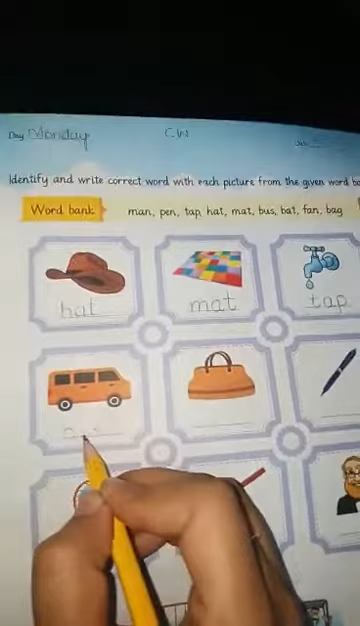 Day Monday CW
Identify and write correct word with each picture from the given word
Word bank man, pen, tap, hat, mat, bus, bat, fan, bag
hat mat tap